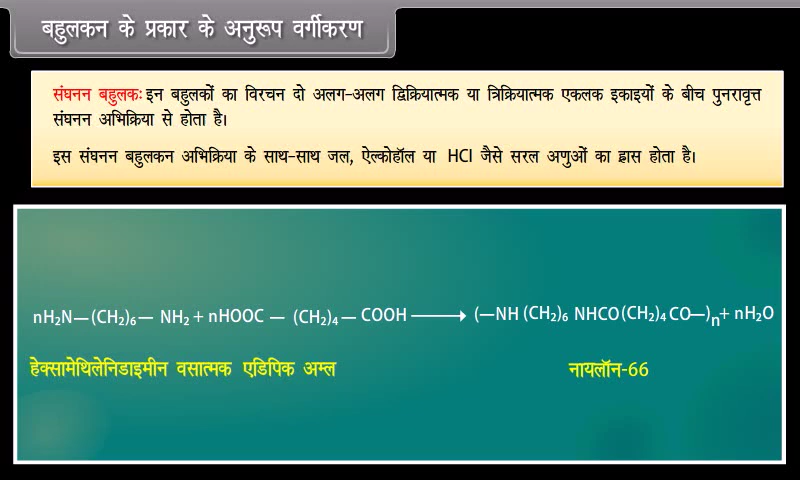 बहुलकन के प्रकार के अनुरूप वर्गीकरण
संघनन बहुलकः इन बहुलकों का विरचन दो अलग-अलग द्विक्रियात्मक या त्रिक्रियात्मक एकलक इकाइयों के बीच पुनरावृत्त
संघनन अभिक्रिया से होता है।
इस संघनन बहुलकन अभिक्रिया के साथ-साथ जल, ऐल्कोहॉल या HCl जैसे सरल अणुओं का ह्रास होता है।
nH₂N—(CH₂)₆— NH₂ + nHOOC — (CH₂)₄ — COOH ⟶ (—NH (CH₂)₆ NHCO(CH₂)₄ CO—)ₙ+ nH₂O
हेक्सामेथिलेनिडाइमीन वसात्मक एडिपिक अम्ल नायलॉन-66